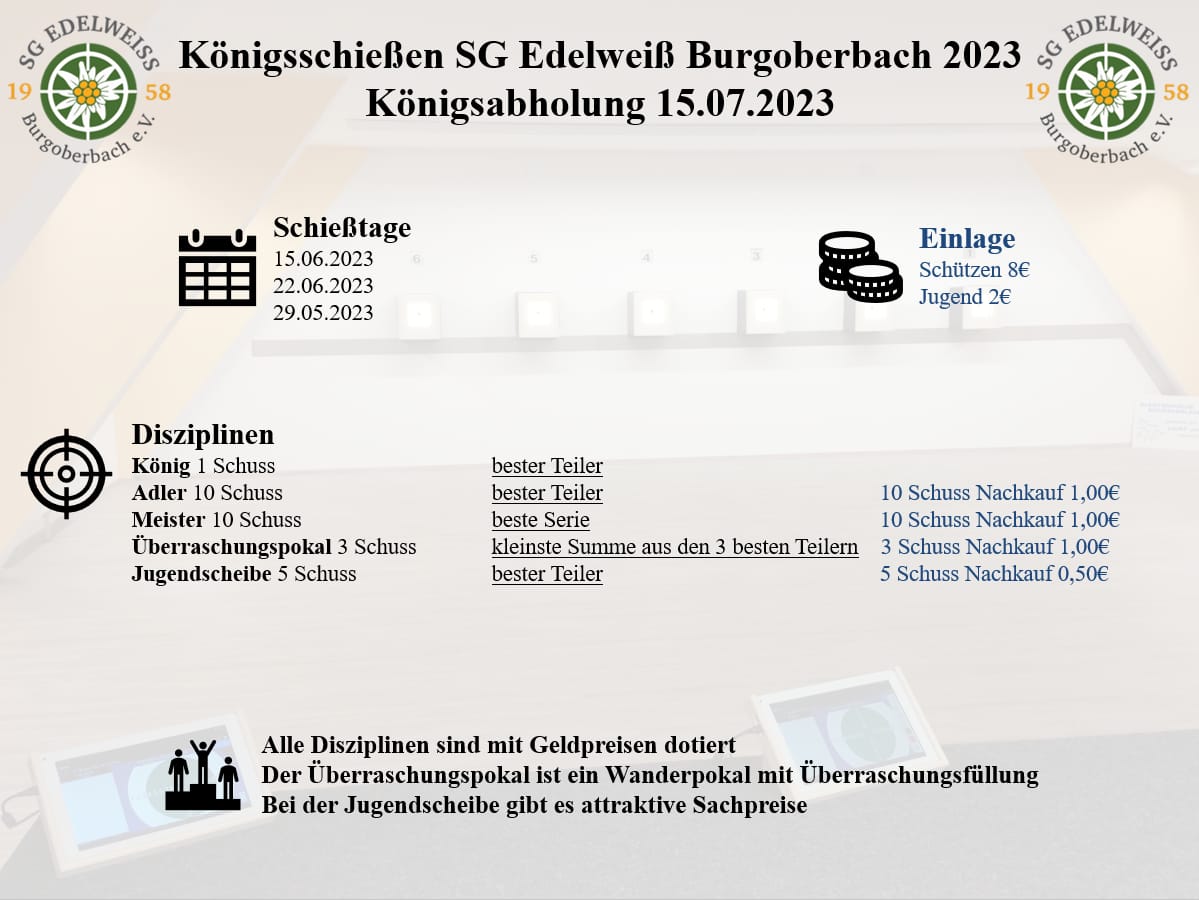 SG EDELWEISS
19 58
Burgoberbach e.V.
Königsschießen SG Edelweiß Burgoberbach 2023
Königsabholung 15.07.2023
SG EDELWEISS
19 58
Burgoberbach e.V.
Schießtage
15.06.2023
22.06.2023
29.05.2023
Einlage
Schützen 8€
Jugend 2€
6 5 4 3
Disziplinen
König 1 Schuss bester Teiler
Adler 10 Schuss bester Teiler 10 Schuss Nachkauf 1,00€
Meister 10 Schuss beste Serie 10 Schuss Nachkauf 1,00€
Überraschungspokal 3 Schuss kleinste Summe aus den 3 besten Teilern 3 Schuss Nachkauf 1,00€
Jugendscheibe 5 Schuss bester Teiler 5 Schuss Nachkauf 0,50€
Alle Disziplinen sind mit Geldpreisen dotiert
Der Überraschungspokal ist ein Wanderpokal mit Überraschungsfüllung
Bei der Jugendscheibe gibt es attraktive Sachpreise